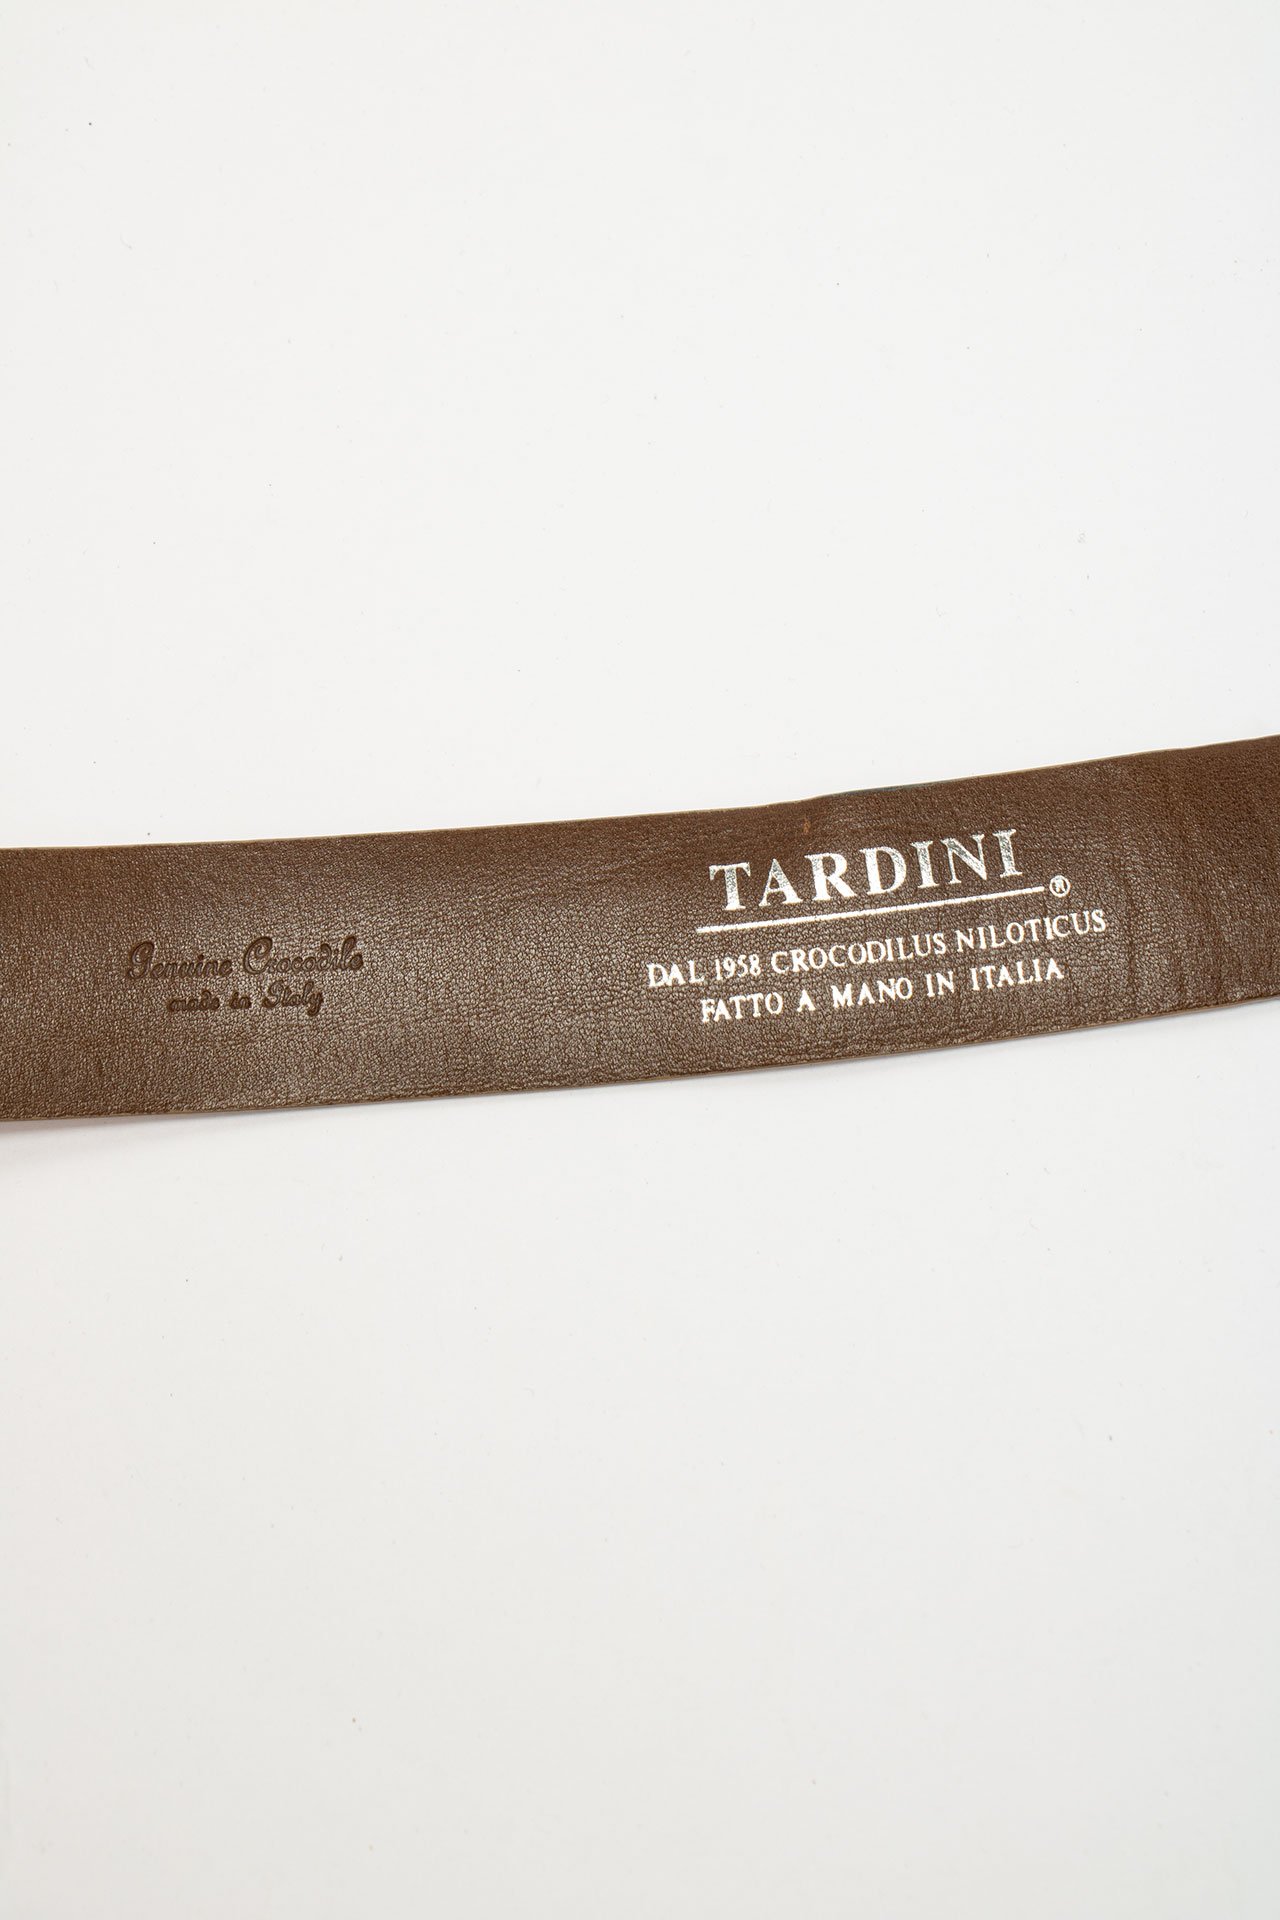 Genuine Crocodile
made in Italy
TARDINI®
DAL 1958 CROCODILUS NILOTICUS
FATTO A MANO IN ITALIA